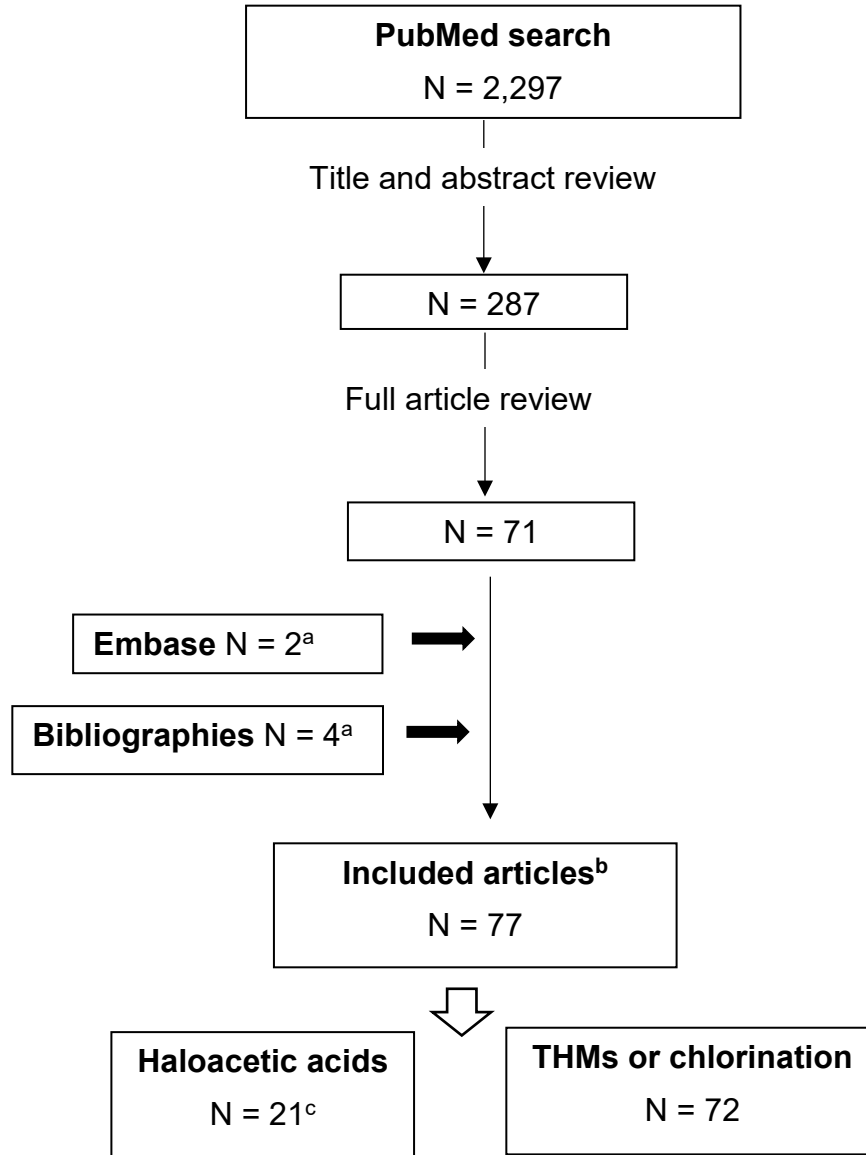 PubMed search
N = 2,297
Title and abstract review
N = 287
Full article review
N = 71
Embase N = 2ᵃ
Bibliographies N = 4ᵃ
Included articlesᵇ
N = 77
Haloacetic acids
N = 21ᶜ
THMs or chlorination
N = 72